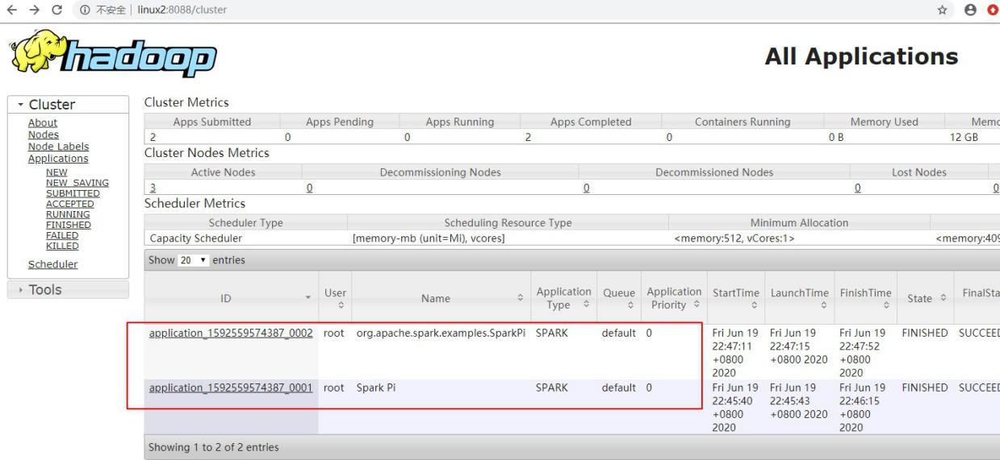 不安全 | linux2:8088/cluster
hadoop
All Applications
Cluster
About
Nodes
Node Labels
Applications
NEW
NEW_SAVING
SUBMITTED
ACCEPTED
RUNNING
FINISHED
FAILED
KILLED
Scheduler
Tools
Cluster Metrics
Apps Submitted Apps Pending Apps Running Apps Completed Containers Running Memory Used Memo
2 0 0 2 0 0 B 12 GB
Cluster Nodes Metrics
Active Nodes Decommissioning Nodes Decommissioned Nodes Lost Nodes
3 0 0 0 0
Scheduler Metrics
Scheduler Type Scheduling Resource Type Minimum Allocation
Capacity Scheduler [memory-mb (unit=Mi), vcores] <memory:512, vCores:1> <memory:409
Show 20 entries
ID User Name Application Type Queue Application Priority StartTime LaunchTime FinishTime State FinalSta
application_1592559574387_0002 root org.apache.spark.examples.SparkPi SPARK default 0 Fri Jun 19 Fri Jun 19 Fri Jun 19 FINISHED SUCCEED
22:47:11 22:47:15 22:47:52
+0800 +0800 2020 +0800
2020 2020
application_1592559574387_0001 root Spark Pi SPARK default 0 Fri Jun 19 Fri Jun 19 Fri Jun 19 FINISHED SUCCEED
22:45:40 22:45:43 22:46:15
+0800 +0800 2020 +0800
2020 2020
Showing 1 to 2 of 2 entries